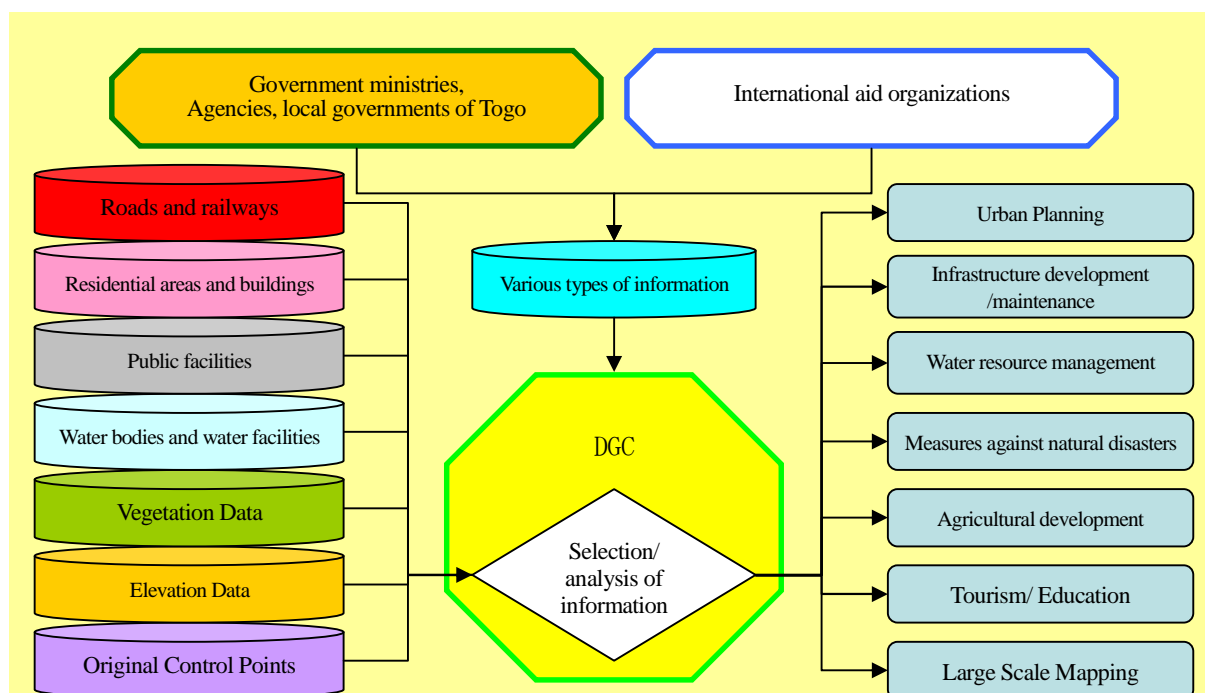 Government ministries,
Agencies, local governments of Togo
International aid organizations
Roads and railways
Residential areas and buildings
Public facilities
Water bodies and water facilities
Vegetation Data
Elevation Data
Original Control Points
Various types of information
DGC
Selection/
analysis of
information
Urban Planning
Infrastructure development
/maintenance
Water resource management
Measures against natural disasters
Agricultural development
Tourism/ Education
Large Scale Mapping